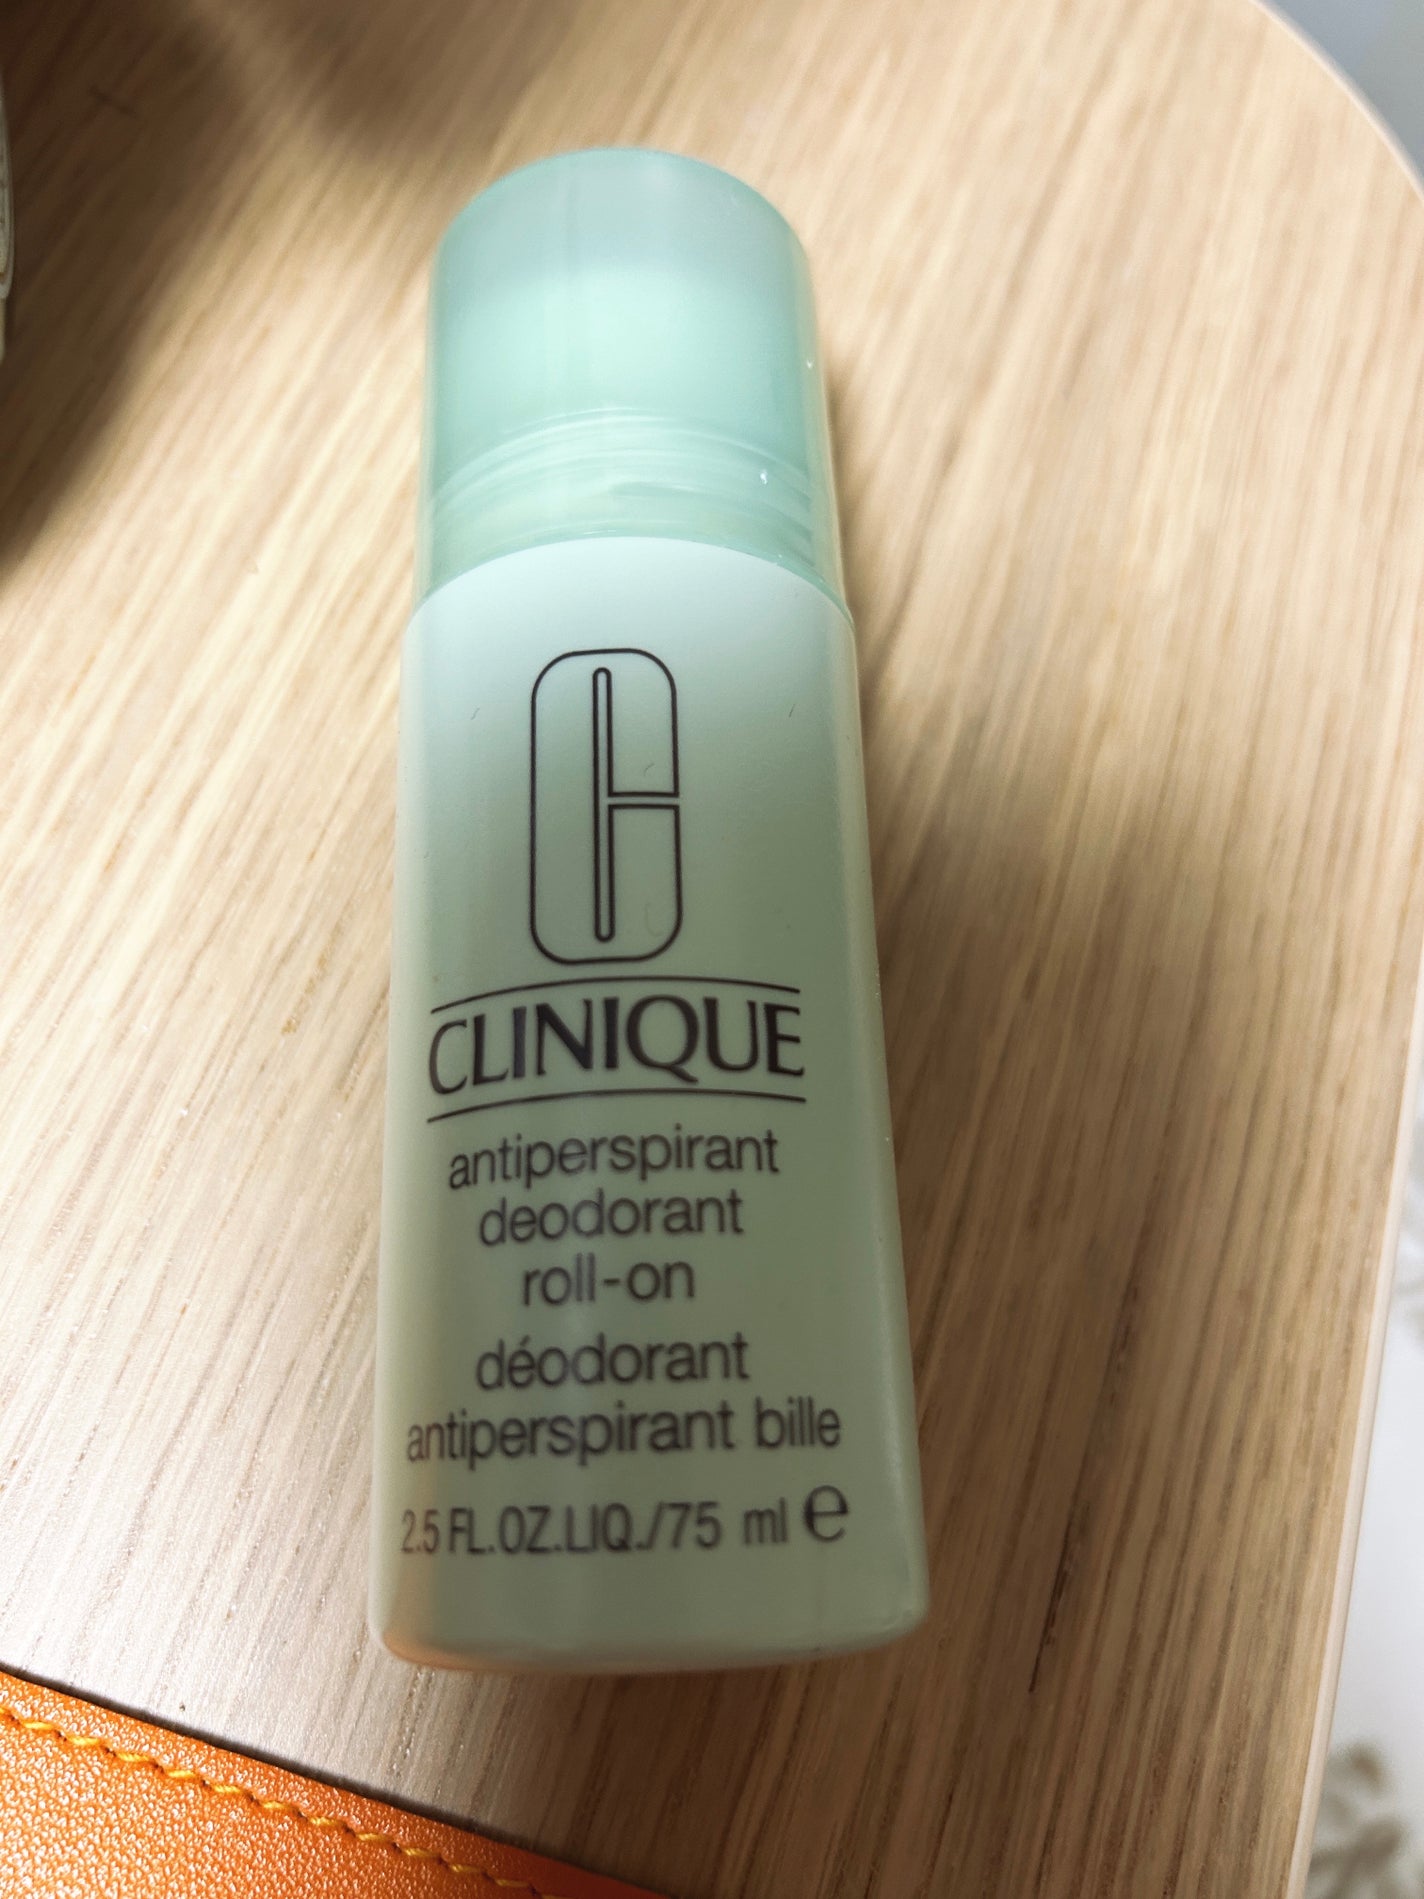 C
CLINIQUE
antiperspirant
deodorant
roll-on
déodorant
antiperspirant bille
2.5 FL.OZ.LIQ./75 ml e